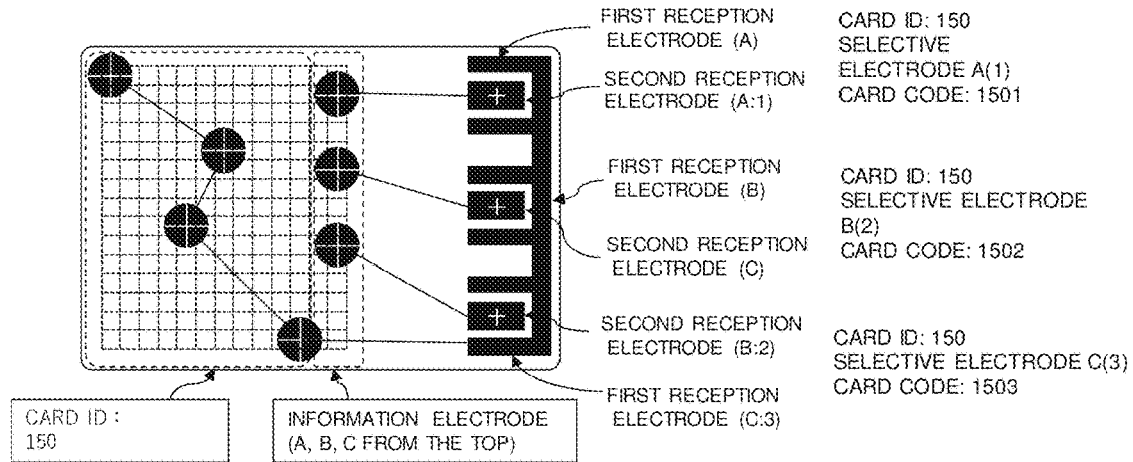 FIRST RECEPTION
ELECTRODE (A)
SECOND RECEPTION
ELECTRODE (A:1)
FIRST RECEPTION
ELECTRODE (B)
SECOND RECEPTION
ELECTRODE (C)
SECOND RECEPTION
ELECTRODE (B:2)
FIRST RECEPTION
ELECTRODE (C:3)
CARD ID: 150
SELECTIVE
ELECTRODE A(1)
CARD CODE: 1501
CARD ID: 150
SELECTIVE ELECTRODE
B(2)
CARD CODE: 1502
CARD ID: 150
SELECTIVE ELECTRODE C(3)
CARD CODE: 1503
CARD ID :
150
INFORMATION ELECTRODE
(A, B, C FROM THE TOP)